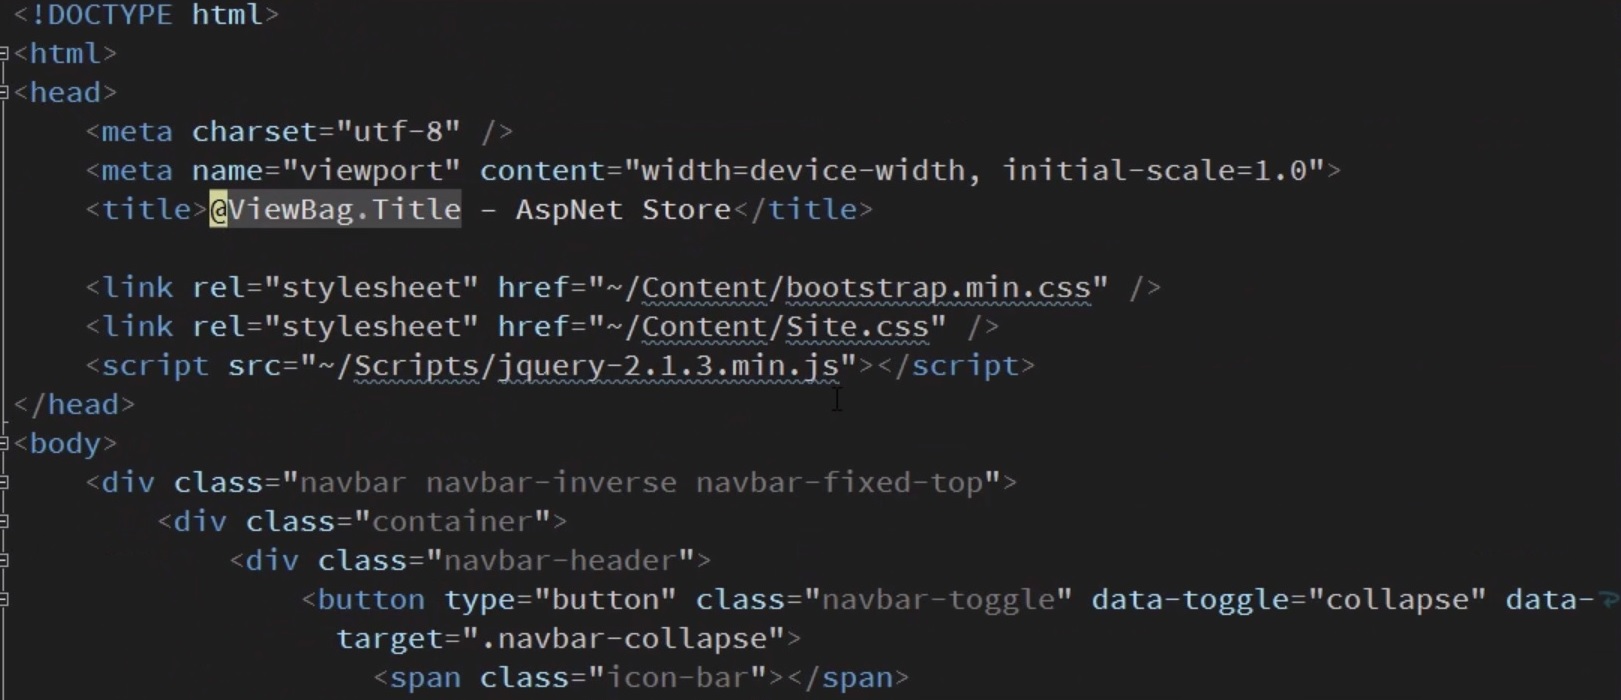 <!DOCTYPE html>
<html>
<head>
<meta charset="utf-8" />
<meta name="viewport" content="width=device-width, initial-scale=1.0">
<title>@ViewBag.Title – AspNet Store</title>
<link rel="stylesheet" href="~/Content/bootstrap.min.css" />
<link rel="stylesheet" href="~/Content/Site.css" />
<script src="~/Scripts/jquery-2.1.3.min.js"></script>
</head>
<body>
<div class="navbar navbar-inverse navbar-fixed-top">
<div class="container">
<div class="navbar-header">
<button type="button" class="navbar-toggle" data-toggle="collapse" data-
target=".navbar-collapse">
<span class="icon-bar"></span>